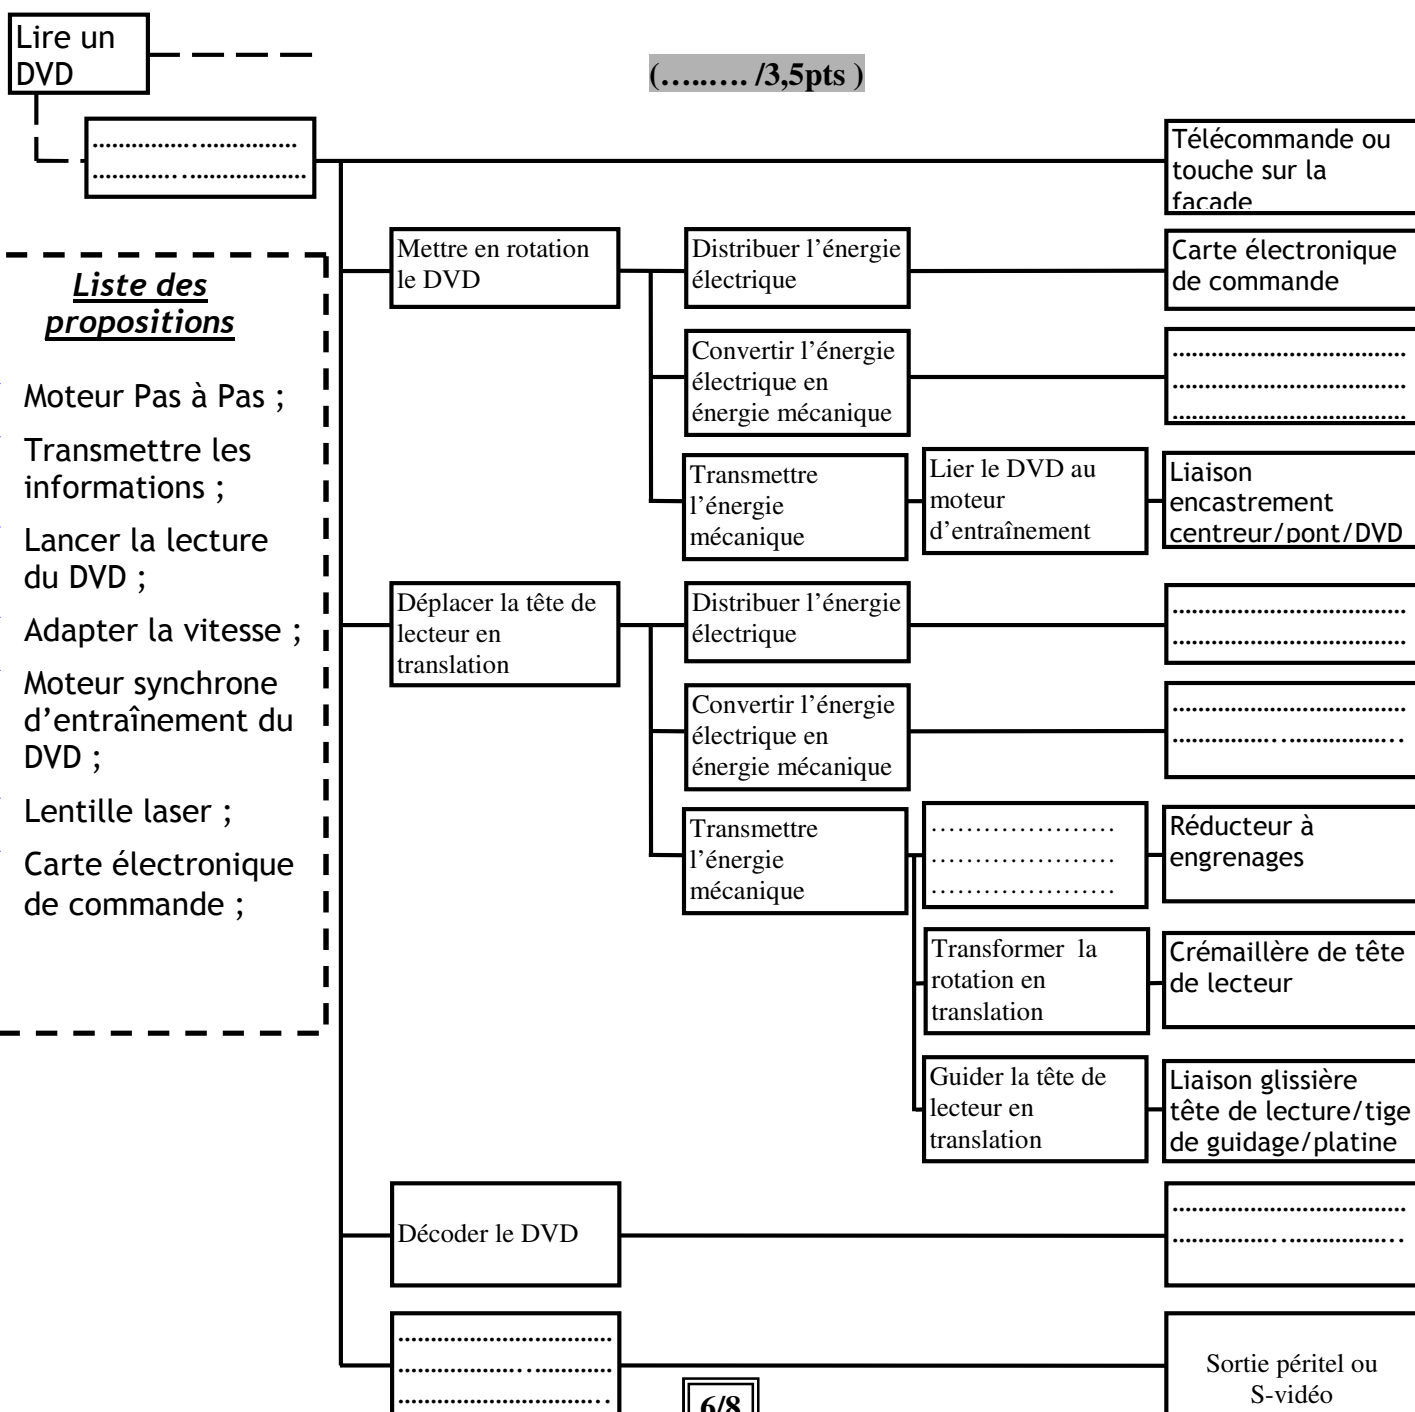 Lire un
DVD
(…..…. /3,5pts )
................…...............
..............…..................
Télécommande ou
touche sur la
façade
Liste des
propositions
Moteur Pas à Pas ;
Transmettre les
informations ;
Lancer la lecture
du DVD ;
Adapter la vitesse ;
Moteur synchrone
d’entraînement du
DVD ;
Lentille laser ;
Carte électronique
de commande ;
Mettre en rotation
le DVD
Distribuer l’énergie
électrique
Carte électronique
de commande
Convertir l’énergie
électrique en
énergie mécanique
...................................
...................................
...................................
Transmettre
l’énergie
mécanique
Lier le DVD au
moteur
d’entraînement
Liaison
encastrement
centreur/pont/DVD
Déplacer la tête de
lecteur en
translation
Distribuer l’énergie
électrique
...................................
...................................
Convertir l’énergie
électrique en
énergie mécanique
...................................
...............…...............…
Transmettre
l’énergie
mécanique
…………………
…………………
…………………
Réducteur à
engrenages
Transformer la
rotation en
translation
Crémaillère de tête
de lecteur
Guider la tête de
lecteur en
translation
Liaison glissière
tête de lecture/tige
de guidage/platine
Décoder le DVD
...................................
...............…...............…
................................
..................…............
..............................…
Sortie péritel ou
S-vidéo
6/8